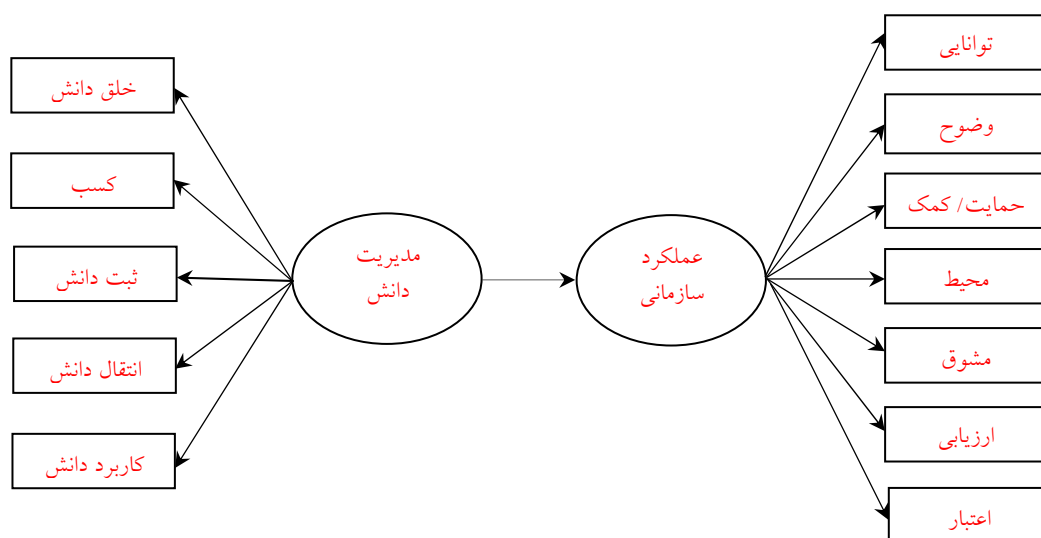 خلق دانش
کسب
ثبت دانش
انتقال دانش
کاربرد دانش
مدیریت
دانش
عملکرد
سازمانی
توانایی
وضوح
حمایت/ کمک
محیط
مشوق
ارزیابی
اعتبار